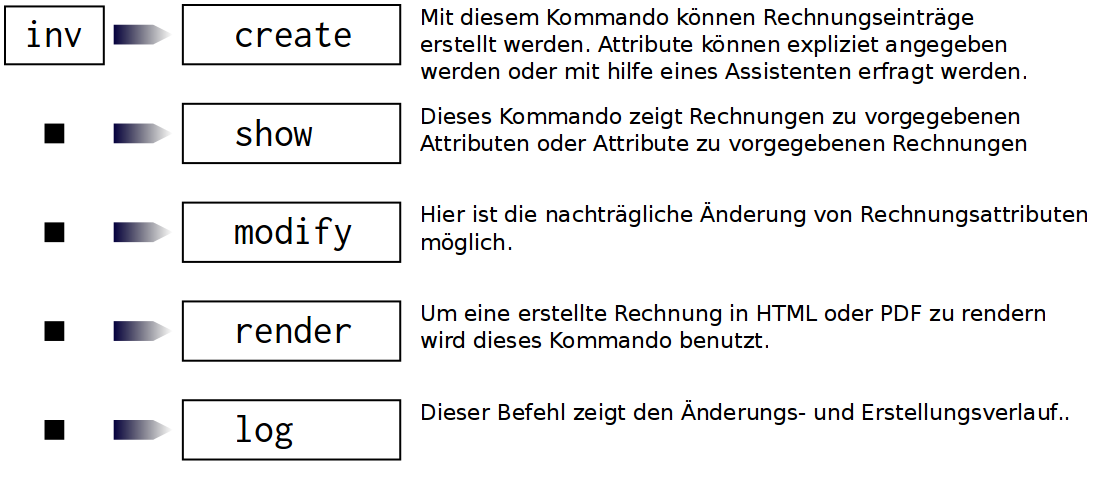 inv create Mit diesem Kommando können Rechnungseinträge
erstellt werden. Attribute können expliziet angegeben
werden oder mit hilfe eines Assistenten erfragt werden.
show Dieses Kommando zeigt Rechnungen zu vorgegebenen
Attributen oder Attribute zu vorgegebenen Rechnungen
modify Hier ist die nachträgliche Änderung von Rechnungsattributen
möglich.
render Um eine erstellte Rechnung in HTML oder PDF zu rendern
wird dieses Kommando benutzt.
log Dieser Befehl zeigt den Änderungs- und Erstellungsverlauf..